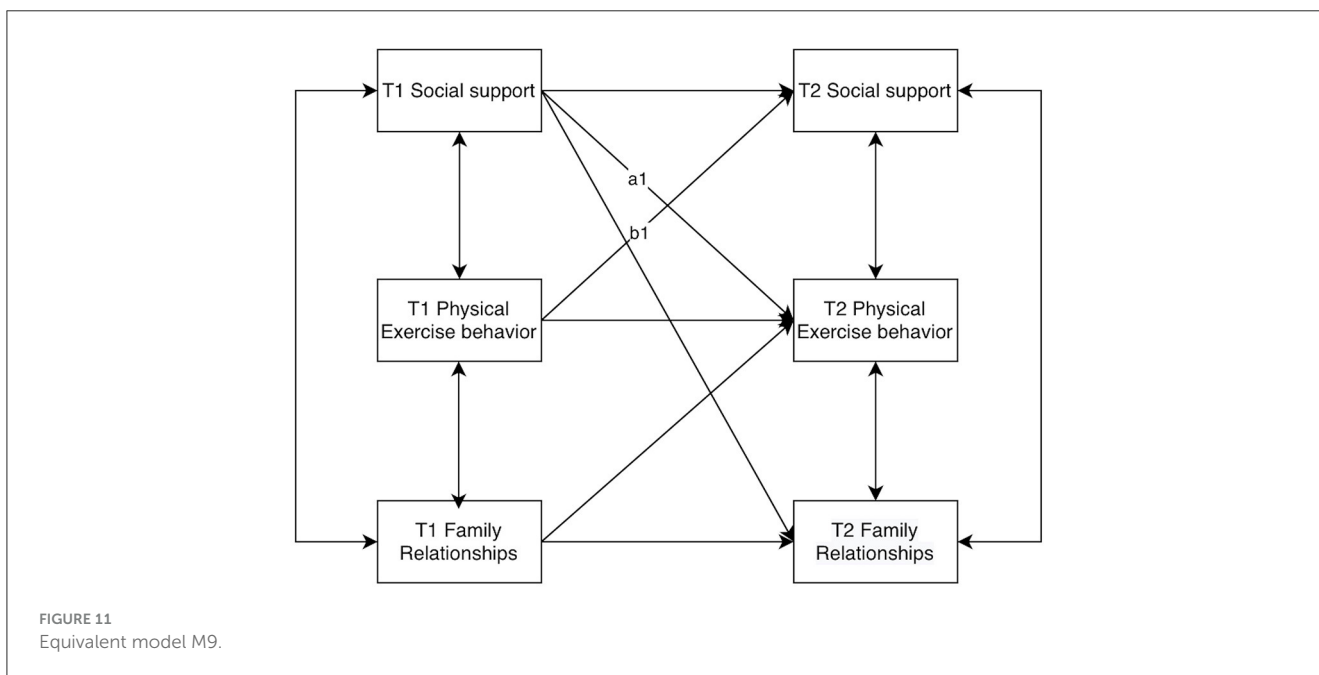 T1 Social support
T2 Social support
a1
b1
T1 Physical
Exercise behavior
T2 Physical
Exercise behavior
T1 Family
Relationships
T2 Family
Relationships
FIGURE 11
Equivalent model M9.